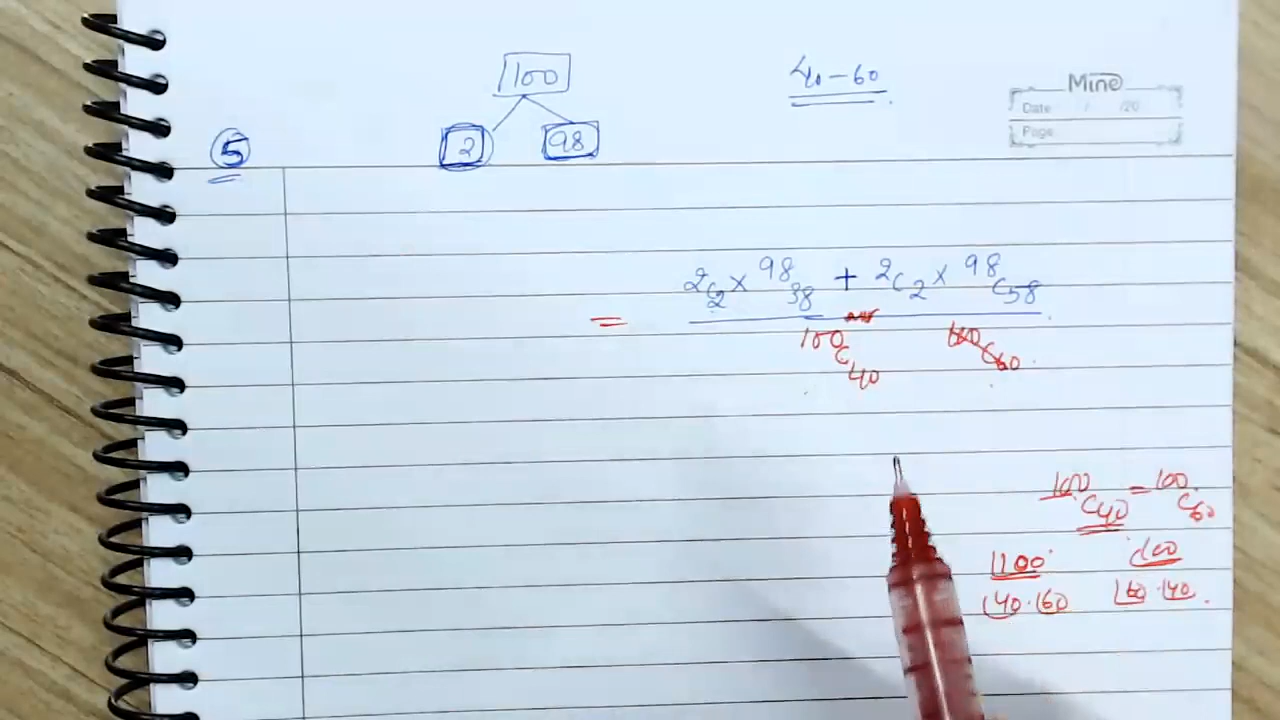 100
40-60
Mine
Date / /20
Page
5
2 98
= (²C₂ × ⁹⁸C₃₈ + ²C₂ × ⁹⁸C₅₈) / ¹⁰⁰C₄₀
¹⁰⁰C₆₀
¹⁰⁰C₄₀ = ¹⁰⁰C₆₀
∟100 ∟100
∟40 · ∟60 ∟60 · ∟40